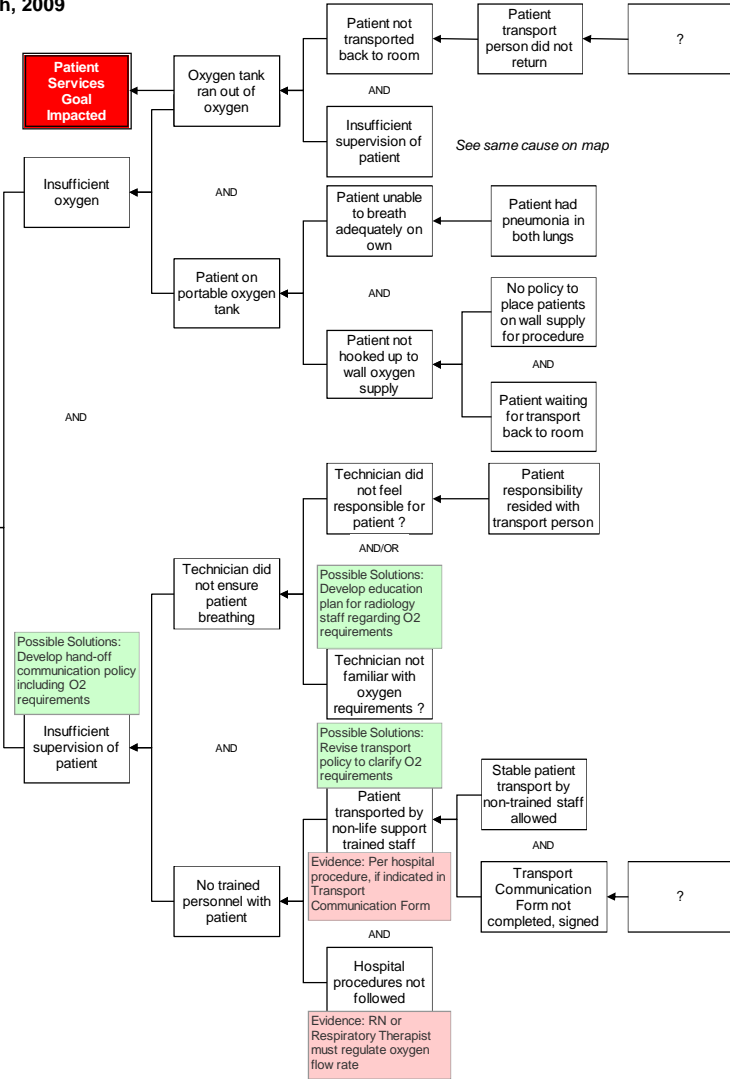 h, 2009
Patient
Services
Goal
Impacted
Oxygen tank
ran out of
oxygen
Patient not
transported
back to room
Patient
transport
person did not
return
?
AND
Insufficient
supervision of
patient
See same cause on map
Insufficient
oxygen
AND
Patient unable
to breath
adequately on
own
Patient had
pneumonia in
both lungs
Patient on
portable oxygen
tank
AND
No policy to
place patients
on wall supply
for procedure
Patient not
hooked up to
wall oxygen
supply
AND
Patient waiting
for transport
back to room
AND
Technician did
not feel
responsible for
patient ?
Patient
responsibility
resided with
transport person
AND/OR
Technician did
not ensure
patient
breathing
Possible Solutions:
Develop education
plan for radiology
staff regarding O2
requirements
Technician not
familiar with
oxygen
requirements ?
Possible Solutions:
Develop hand-off
communication policy
including O2
requirements
Insufficient
supervision of
patient
AND
Possible Solutions:
Revise transport
policy to clarify O2
requirements
Patient
transported by
non-life support
trained staff
Stable patient
transport by
non-trained staff
allowed
AND
Evidence: Per hospital
procedure, if indicated in
Transport
Communication Form
Transport
Communication
Form not
completed, signed
?
No trained
personnel with
patient
AND
Hospital
procedures not
followed
Evidence: RN or
Respiratory Therapist
must regulate oxygen
flow rate